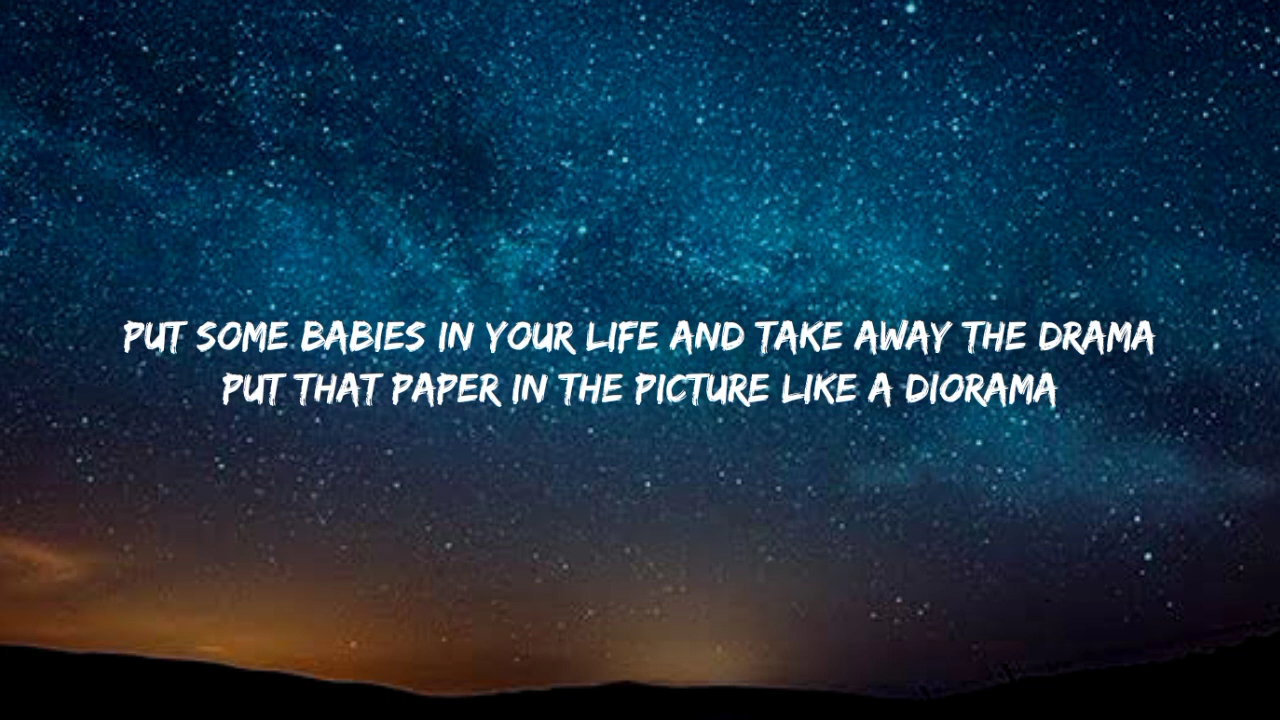 PUT SOME BABIES IN YOUR LIFE AND TAKE AWAY THE DRAMA
PUT THAT PAPER IN THE PICTURE LIKE A DIORAMA